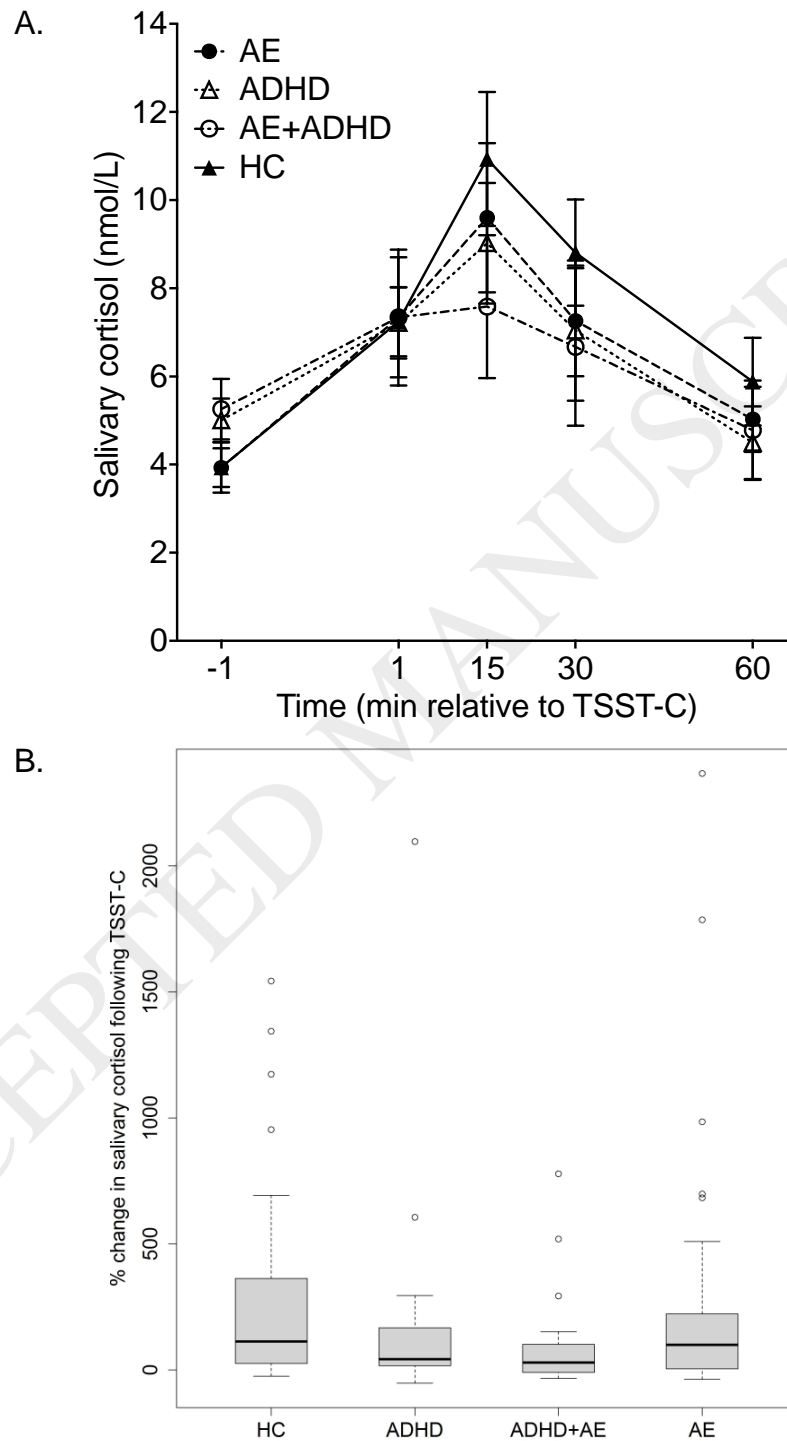 A.
14
12
10
8
6
4
2
0
Salivary cortisol (nmol/L)
AE
ADHD
AE+ADHD
HC
-1 1 15 30 60
Time (min relative to TSST-C)
B.
2000
1500
1000
500
0
% change in salivary cortisol following TSST-C
HC ADHD ADHD+AE AE
CEPTED MANUSCR